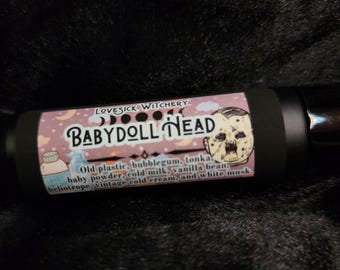 Lovesick Witchery
Babydoll Head
Old plastic, bubblegum, tonka,
baby powder, cold milk, vanilla bean,
heliotrope, vintage cold cream, and white musk.